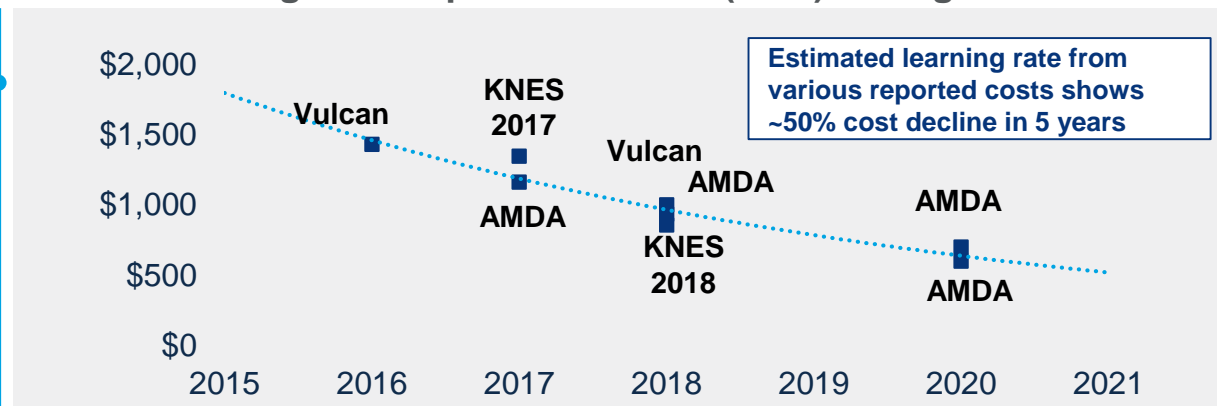 $2,000
$1,500
$1,000
$500
$0
Estimated learning rate from
various reported costs shows
~50% cost decline in 5 years
Vulcan
KNES
2017
AMDA
Vulcan
AMDA
KNES
2018
AMDA
AMDA
2015 2016 2017 2018 2019 2020 2021